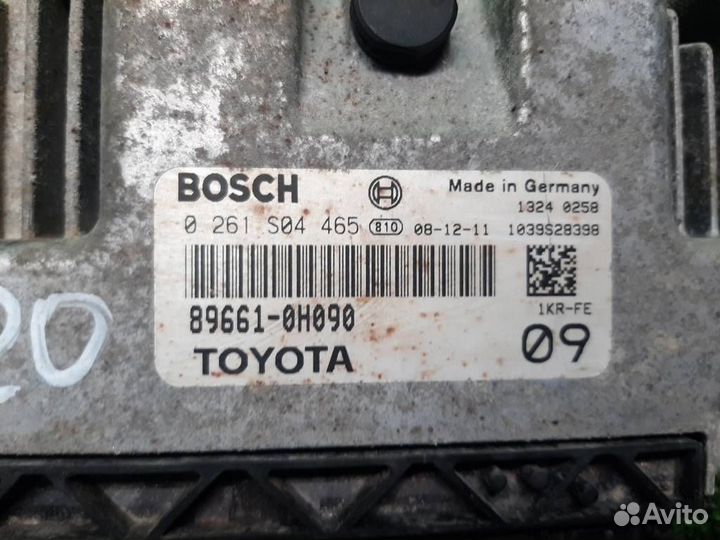 BOSCH
Made in Germany
1324 0258
0 261 S04 465 810 08-12-11 1039S28398
89661-0H090
1KR-FE
TOYOTA
09
20
Avito